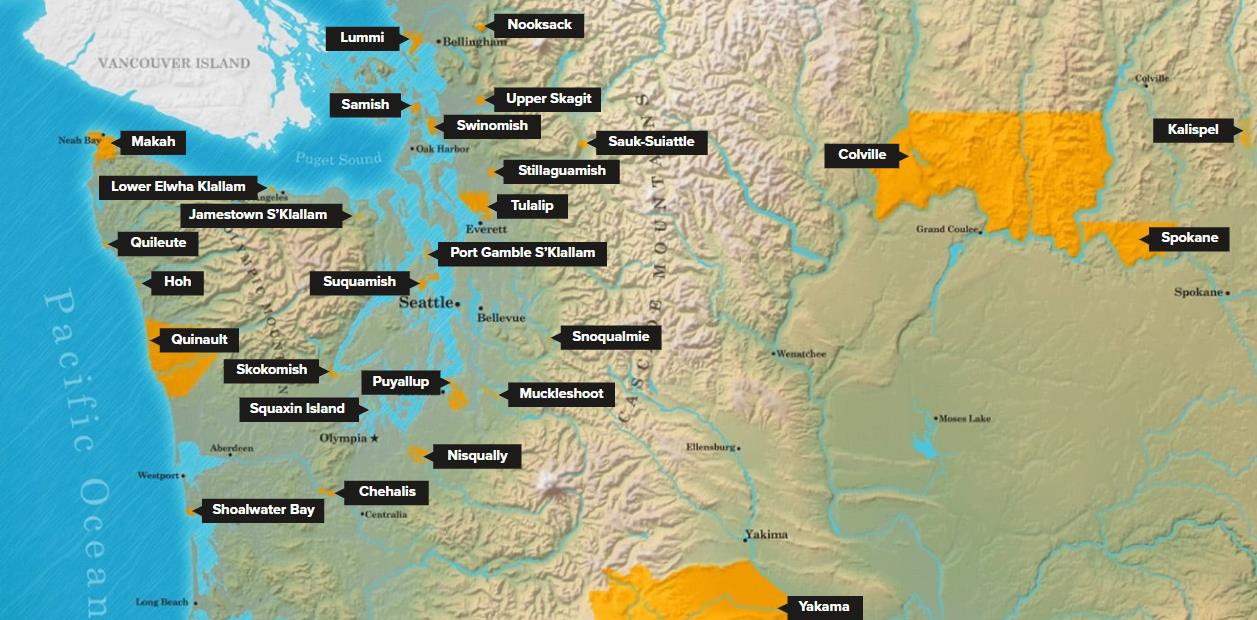 Nooksack
Lummi
Bellingham
VANCOUVER ISLAND
Colville
Samish
Upper Skagit
Swinomish
Kalispel
Neah Bay
Makah
Oak Harbor
Sauk-Suiattle
Puget Sound
Colville
Stillaguamish
Lower Elwha Klallam
Angeles
Jamestown S'Klallam
Tulalip
Everett
Grand Coulee
Spokane
Quileute
Port Gamble S'Klallam
Hoh
Suquamish
Seattle
Spokane
Bellevue
Pacific Ocean
Quinault
Snoqualmie
Wenatchee
Skokomish
Puyallup
Muckleshoot
Squaxin Island
Moses Lake
Olympia
Ellensburg
Aberdeen
Nisqually
Westport
Chehalis
Shoalwater Bay
Centralia
Yakima
Long Beach
Yakama